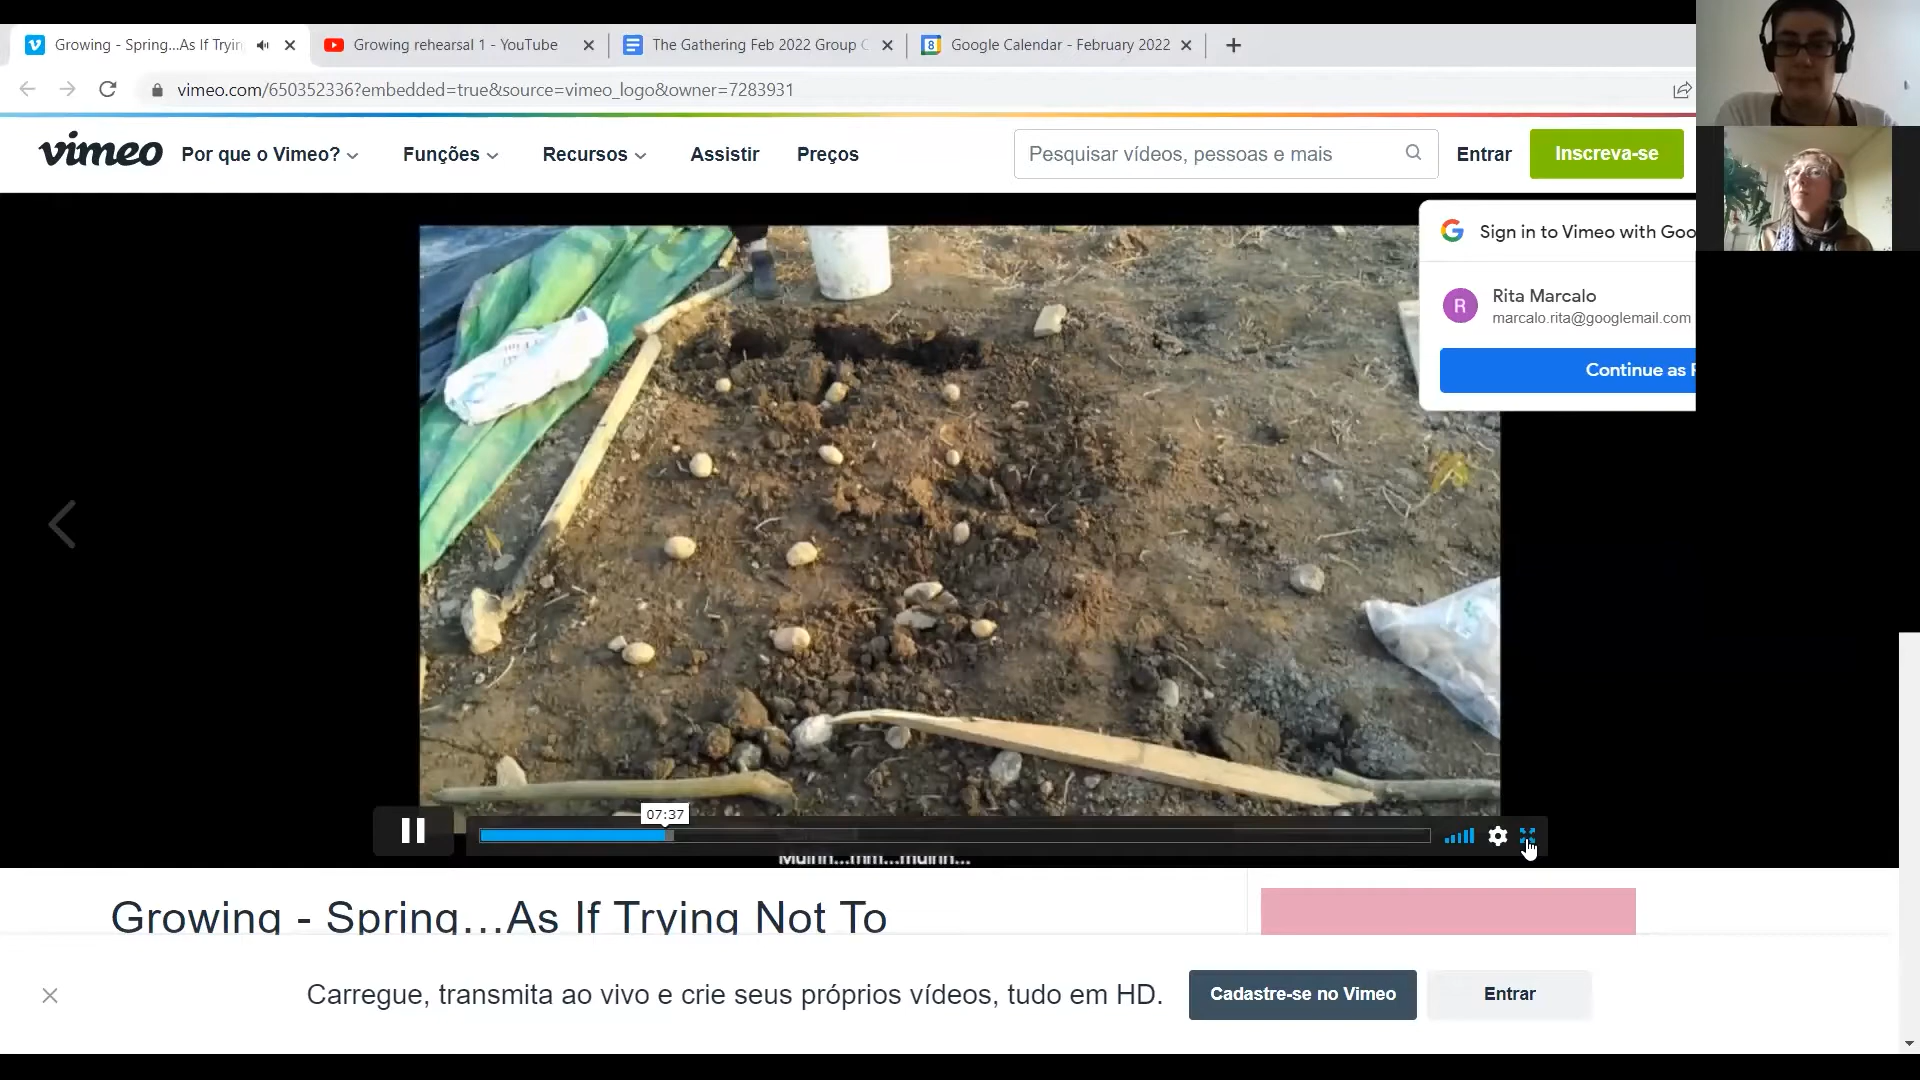 Growing - Spring...As If Tryin
Growing rehearsal 1 - YouTube
The Gathering Feb 2022 Group
8
Google Calendar - February 2022
vimeo.com/650352336?embedded=true&source=vimeo_logo&owner=7283931
vimeo
Por que o Vimeo?
Funções
Recursos
Assistir
Preços
Pesquisar vídeos, pessoas e mais
Entrar
Inscreva-se
Sign in to Vimeo with Goo
R
Rita Marcalo
marcalo.rita@googlemail.com
Continue as
07:37
Growing - Spring...As If Trying Not To
Carregue, transmita ao vivo e crie seus próprios vídeos, tudo em HD.
Cadastre-se no Vimeo
Entrar